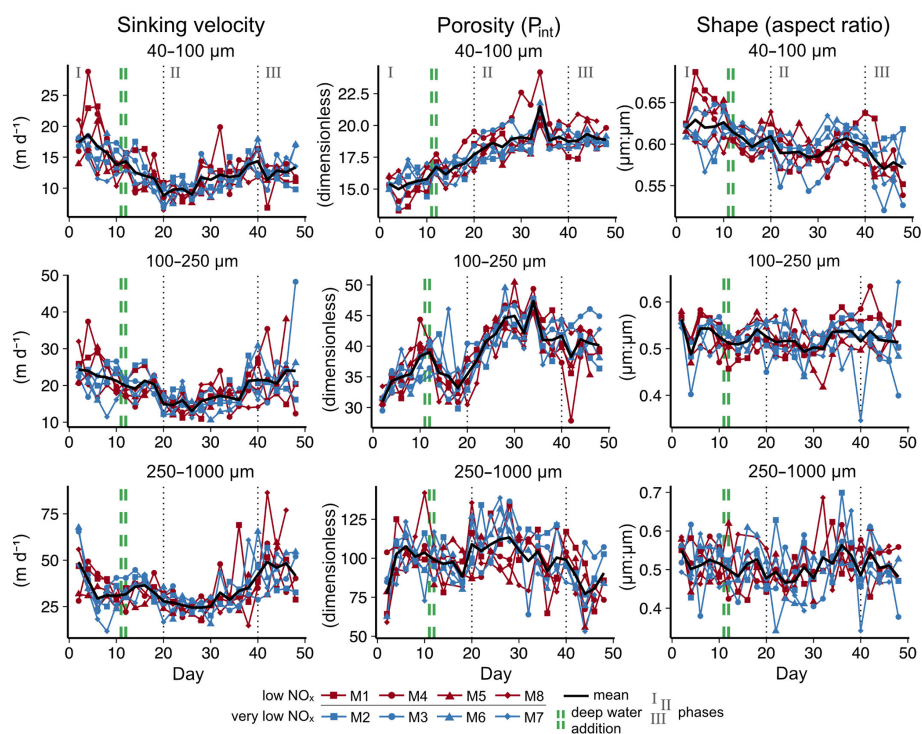 Sinking velocity Porosity (Pint) Shape (aspect ratio)
40–100 µm 40–100 µm 40–100 µm
I II III I II III I II III
(m d⁻¹) 25 20 15 10
(dimensionless) 22.5 20.0 17.5 15.0
(µm:µm) 0.65 0.60 0.55
0 10 20 30 40 50 0 10 20 30 40 50 0 10 20 30 40 50
100–250 µm 100–250 µm 100–250 µm
(m d⁻¹) 50 40 30 20 10
(dimensionless) 50 45 40 35 30
(µm:µm) 0.6 0.5 0.4
0 10 20 30 40 50 0 10 20 30 40 50 0 10 20 30 40 50
250–1000 µm 250–1000 µm 250–1000 µm
(m d⁻¹) 75 50 25
(dimensionless) 125 100 75 50
(µm:µm) 0.7 0.6 0.5 0.4
0 10 20 30 40 50 0 10 20 30 40 50 0 10 20 30 40 50
Day Day Day
low NOₓ M1 M4 M5 M8 mean I II III phases
very low NOₓ M2 M3 M6 M7 deep water addition